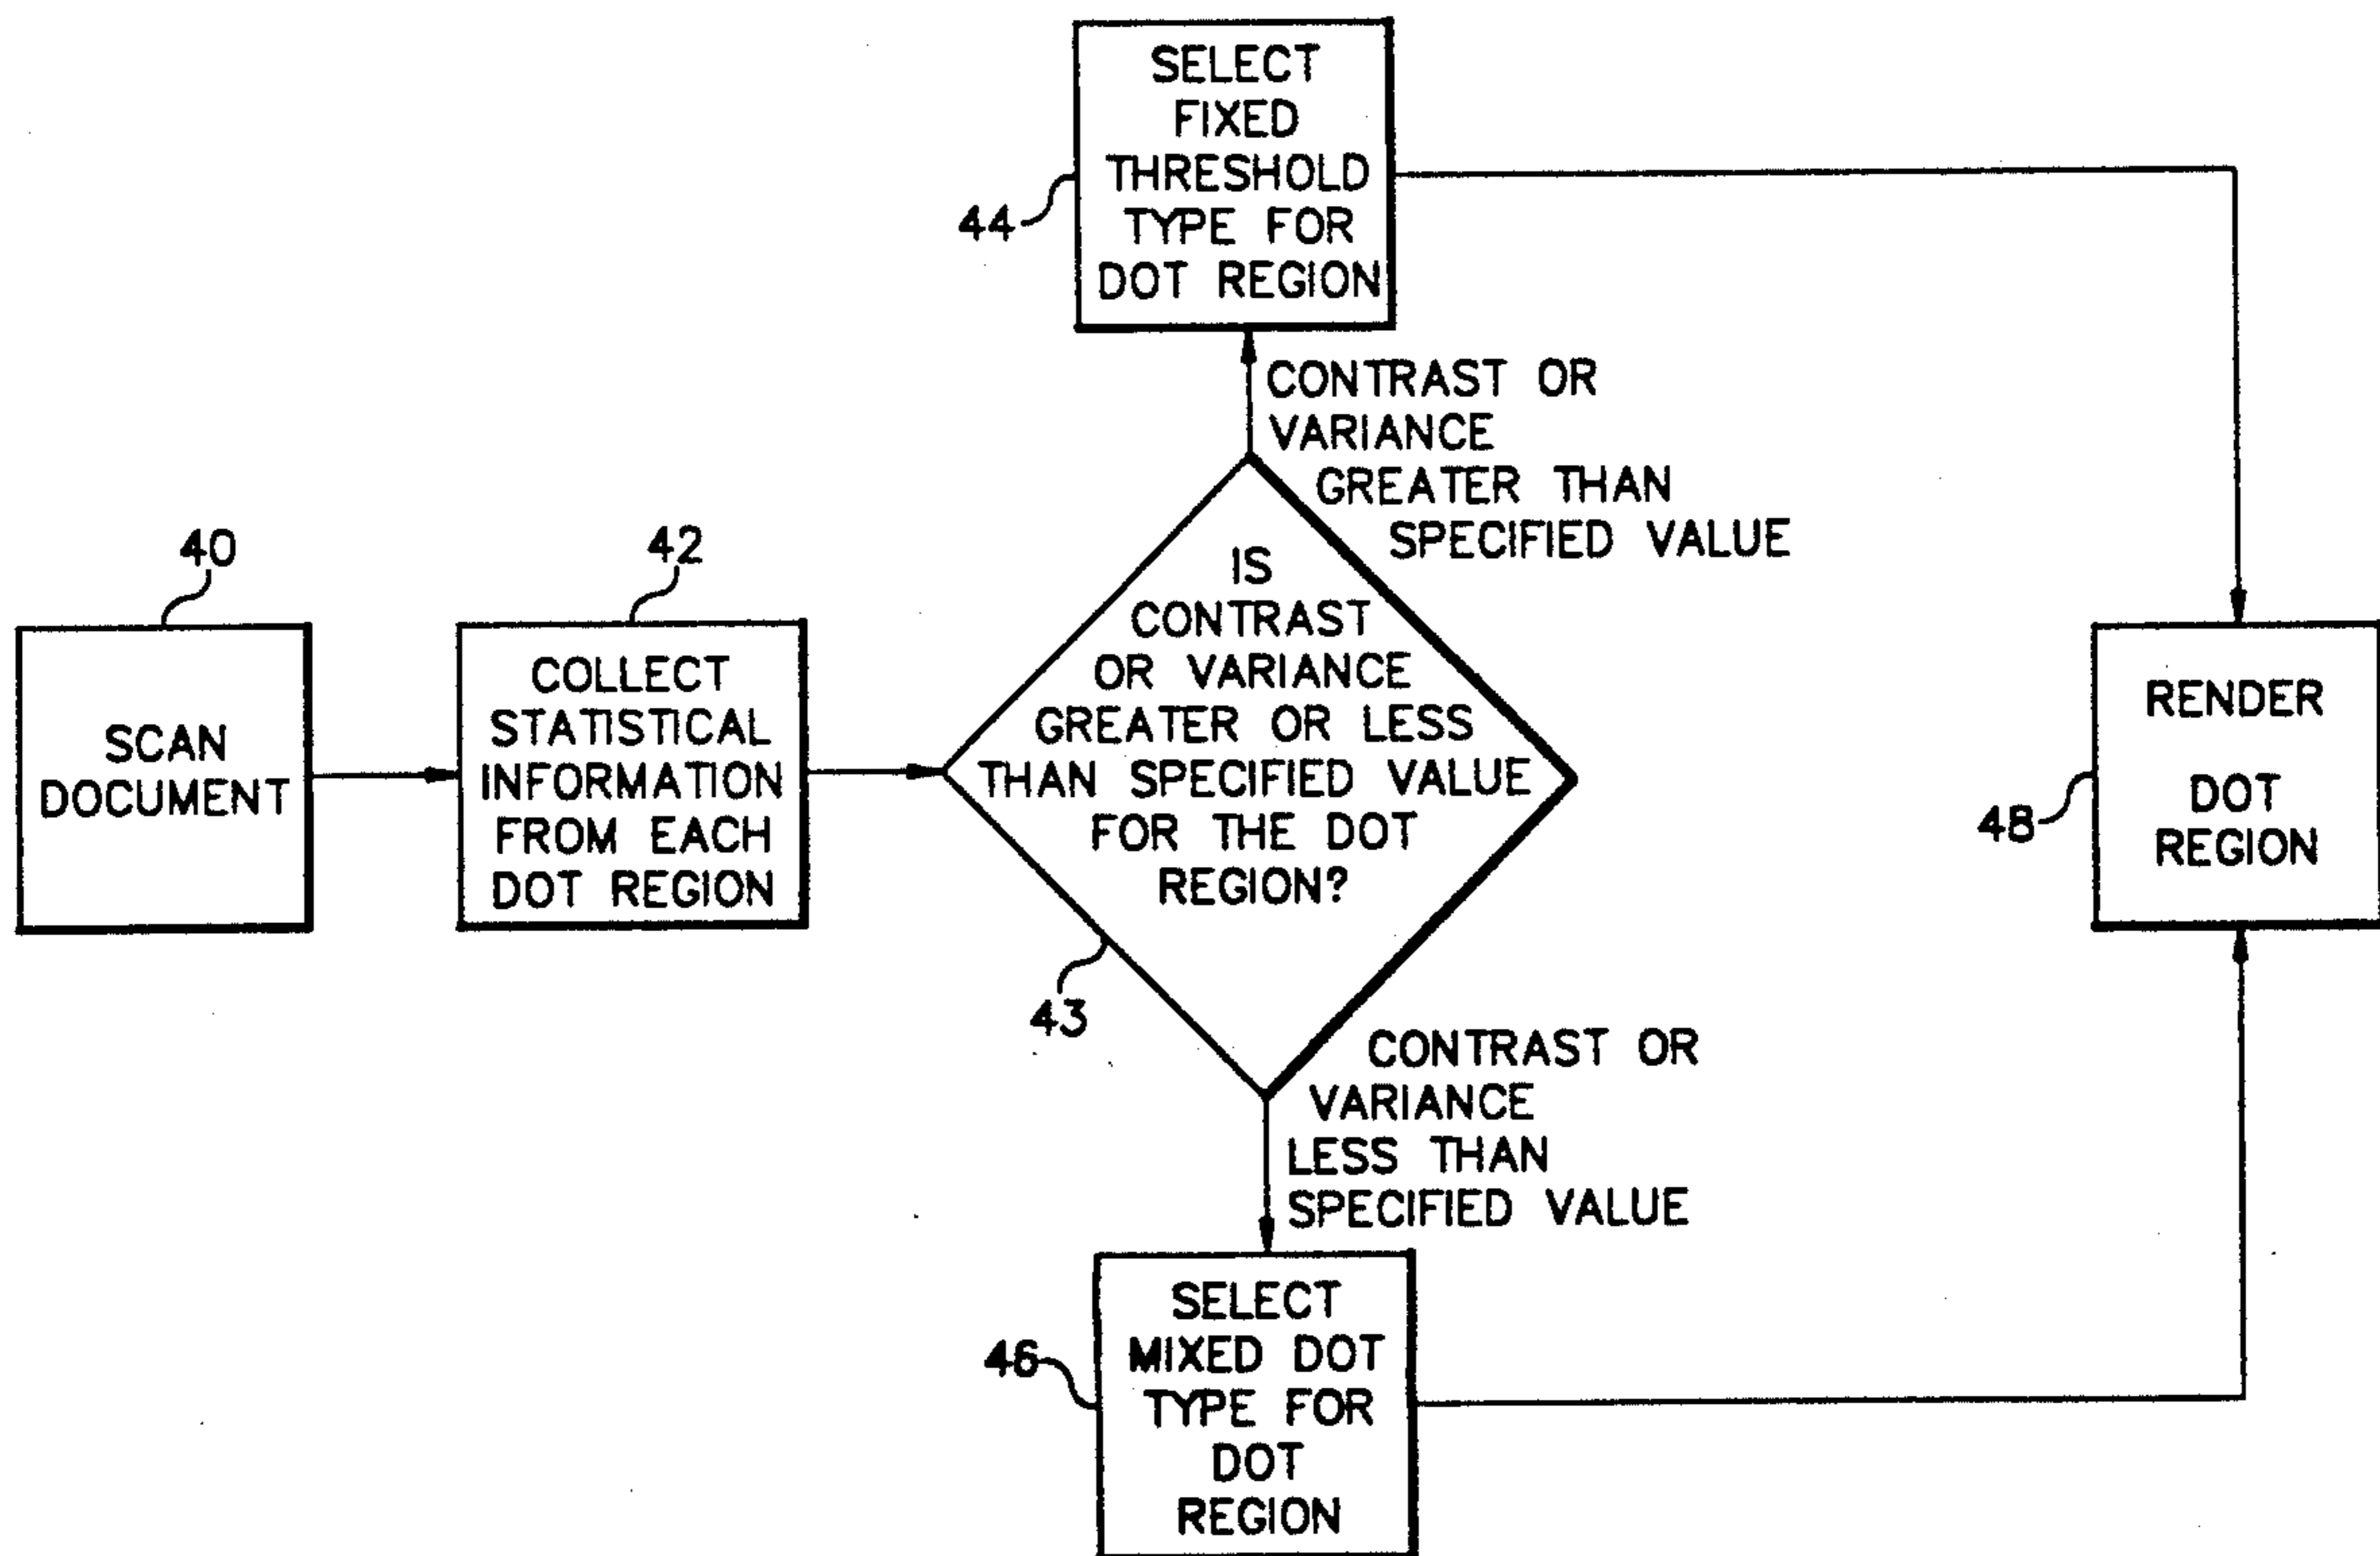 40
SCAN
DOCUMENT
42
COLLECT
STATISTICAL
INFORMATION
FROM EACH
DOT REGION
IS
CONTRAST
OR VARIANCE
GREATER OR LESS
THAN SPECIFIED VALUE
FOR THE DOT
REGION?
43
CONTRAST OR
VARIANCE
GREATER THAN
SPECIFIED VALUE
44
SELECT
FIXED
THRESHOLD
TYPE FOR
DOT REGION
CONTRAST OR
VARIANCE
LESS THAN
SPECIFIED VALUE
46
SELECT
MIXED DOT
TYPE FOR
DOT
REGION
48
RENDER
DOT
REGION